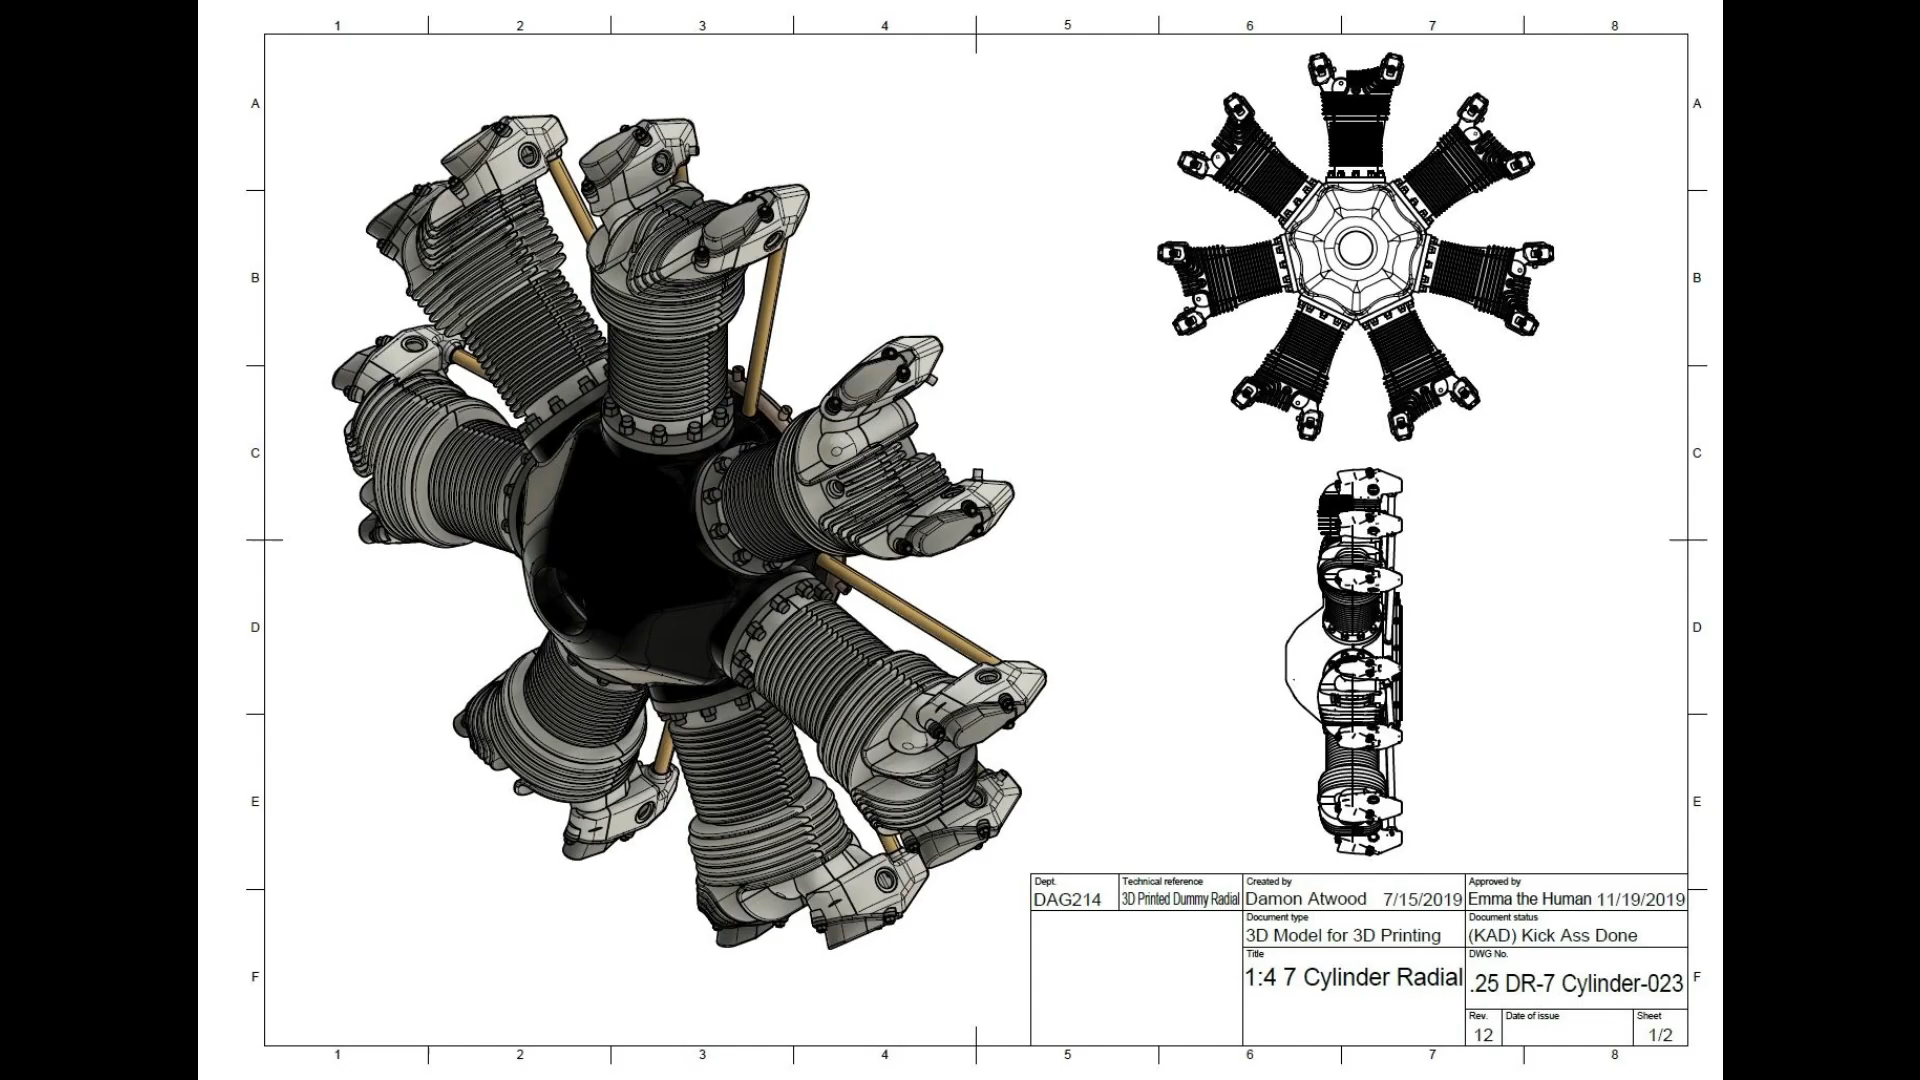 1 2 3 4 5 6 7 8
A A
B B
C C
D D
E E
Dept. Technical reference Created by Approved by
DAG214 3D Printed Dummy Radial Damon Atwood 7/15/2019 Emma the Human 11/19/2019
Document type Document status
3D Model for 3D Printing (KAD) Kick Ass Done
Title DWG No.
F 1:4 7 Cylinder Radial .25 DR-7 Cylinder-023 F
Rev. Date of issue Sheet
12 1/2
1 2 3 4 5 6 7 8